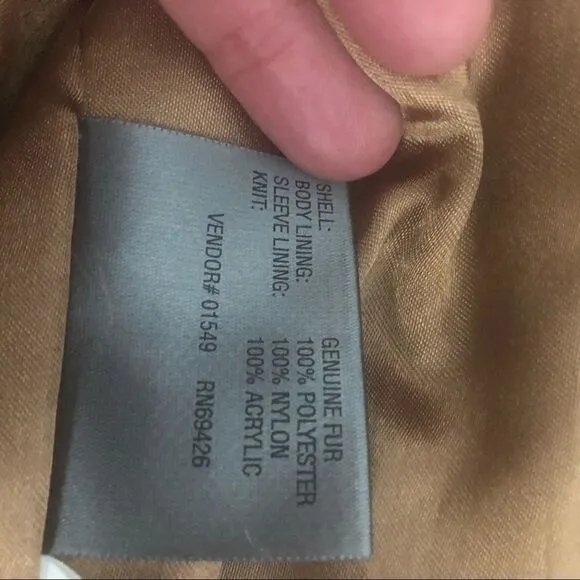 SHELL: GENUINE FUR
BODY LINING: 100% POLYESTER
SLEEVE LINING: 100% NYLON
KNIT: 100% ACRYLIC
VENDOR# 01549 RN69426